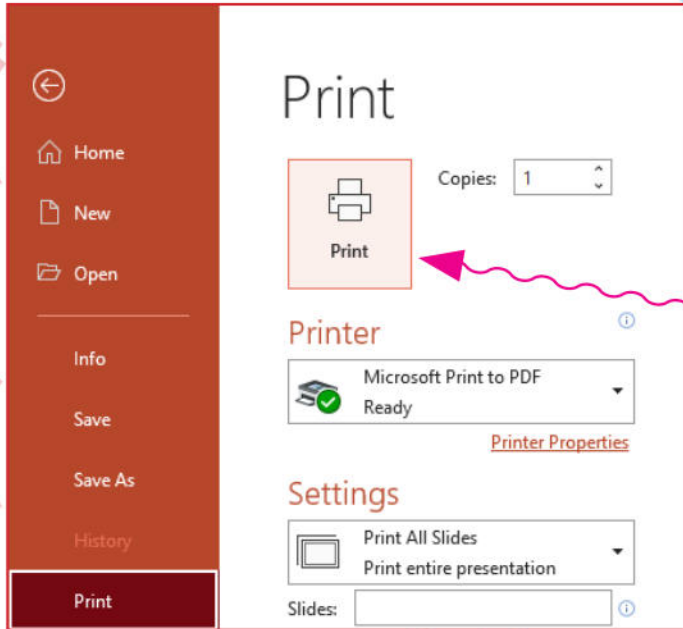 Home
New
Open
Info
Save
Save As
History
Print
Print
Copies: 1
Print
Printer
Microsoft Print to PDF
Ready
Printer Properties
Settings
Print All Slides
Print entire presentation
Slides: